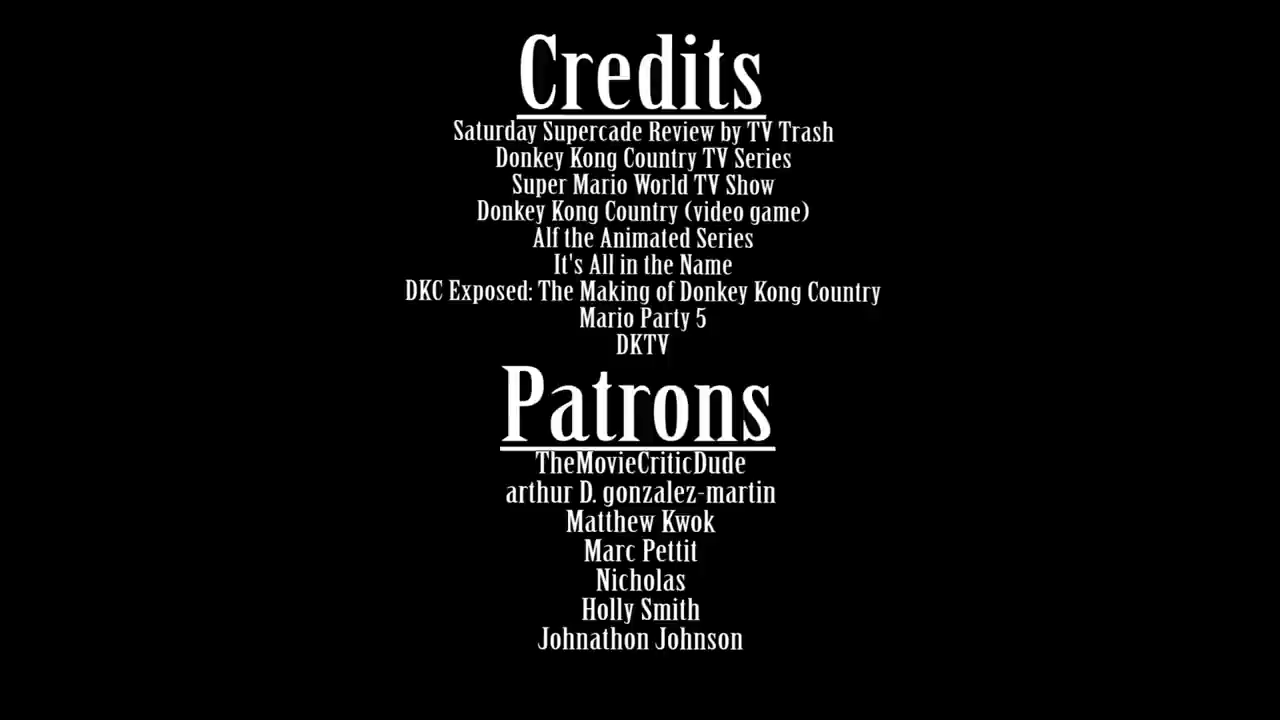 Credits
Saturday Supercade Review by TV Trash
Donkey Kong Country TV Series
Super Mario World TV Show
Donkey Kong Country (video game)
Alf the Animated Series
It's All in the Name
DKC Exposed: The Making of Donkey Kong Country
Mario Party 5
DKTV
Patrons
TheMovieCriticDude
arthur D. gonzalez-martin
Matthew Kwok
Marc Pettit
Nicholas
Holly Smith
Johnathon Johnson